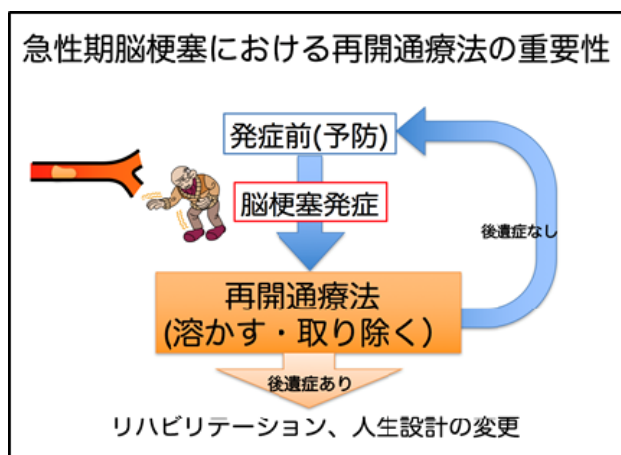 急性期脳梗塞における再開通療法の重要性
発症前(予防)
脳梗塞発症
後遺症なし
再開通療法
(溶かす・取り除く)
後遺症あり
リハビリテーション、人生設計の変更